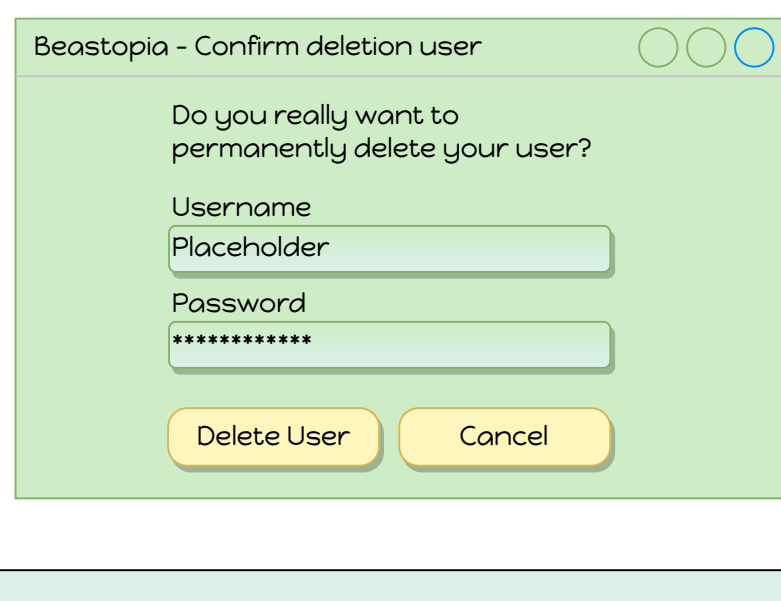 Beastopia - Confirm deletion user
Do you really want to
permanently delete your user?
Username
Placeholder
Password
************
Delete User
Cancel